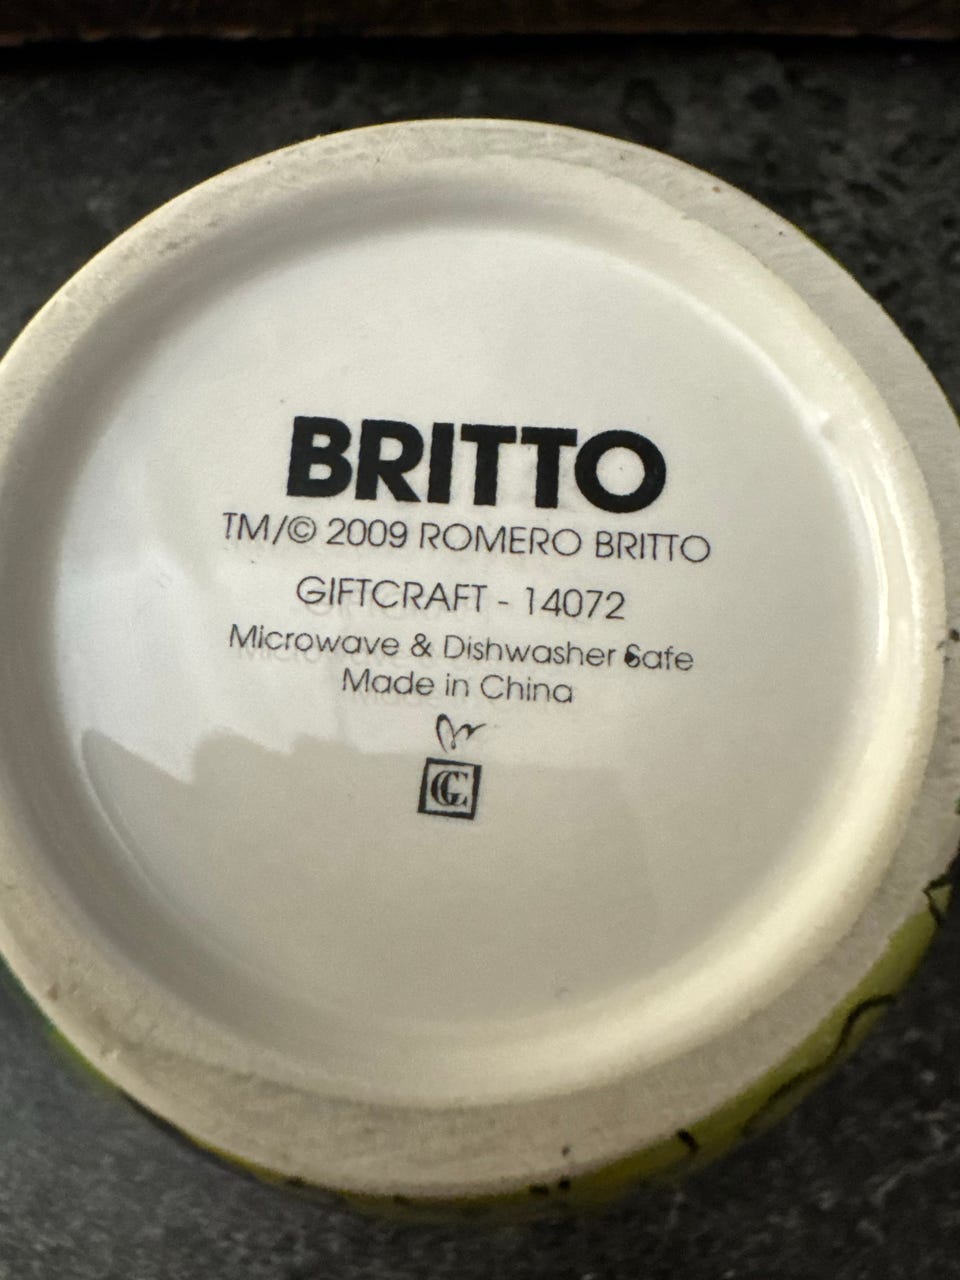 BRITTO
TM/© 2009 ROMERO BRITTO
GIFTCRAFT - 14072
Microwave & Dishwasher Safe
Made in China